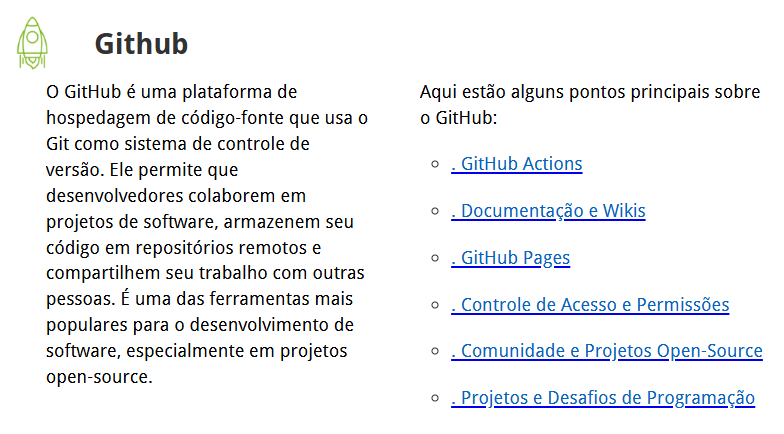 Github
O GitHub é uma plataforma de
hospedagem de código-fonte que usa o
Git como sistema de controle de
versão. Ele permite que
desenvolvedores colaborem em
projetos de software, armazenem seu
código em repositórios remotos e
compartilhem seu trabalho com outras
pessoas. É uma das ferramentas mais
populares para o desenvolvimento de
software, especialmente em projetos
open-source.
Aqui estão alguns pontos principais sobre
o GitHub:
. GitHub Actions
. Documentação e Wikis
. GitHub Pages
. Controle de Acesso e Permissões
. Comunidade e Projetos Open-Source
. Projetos e Desafios de Programação